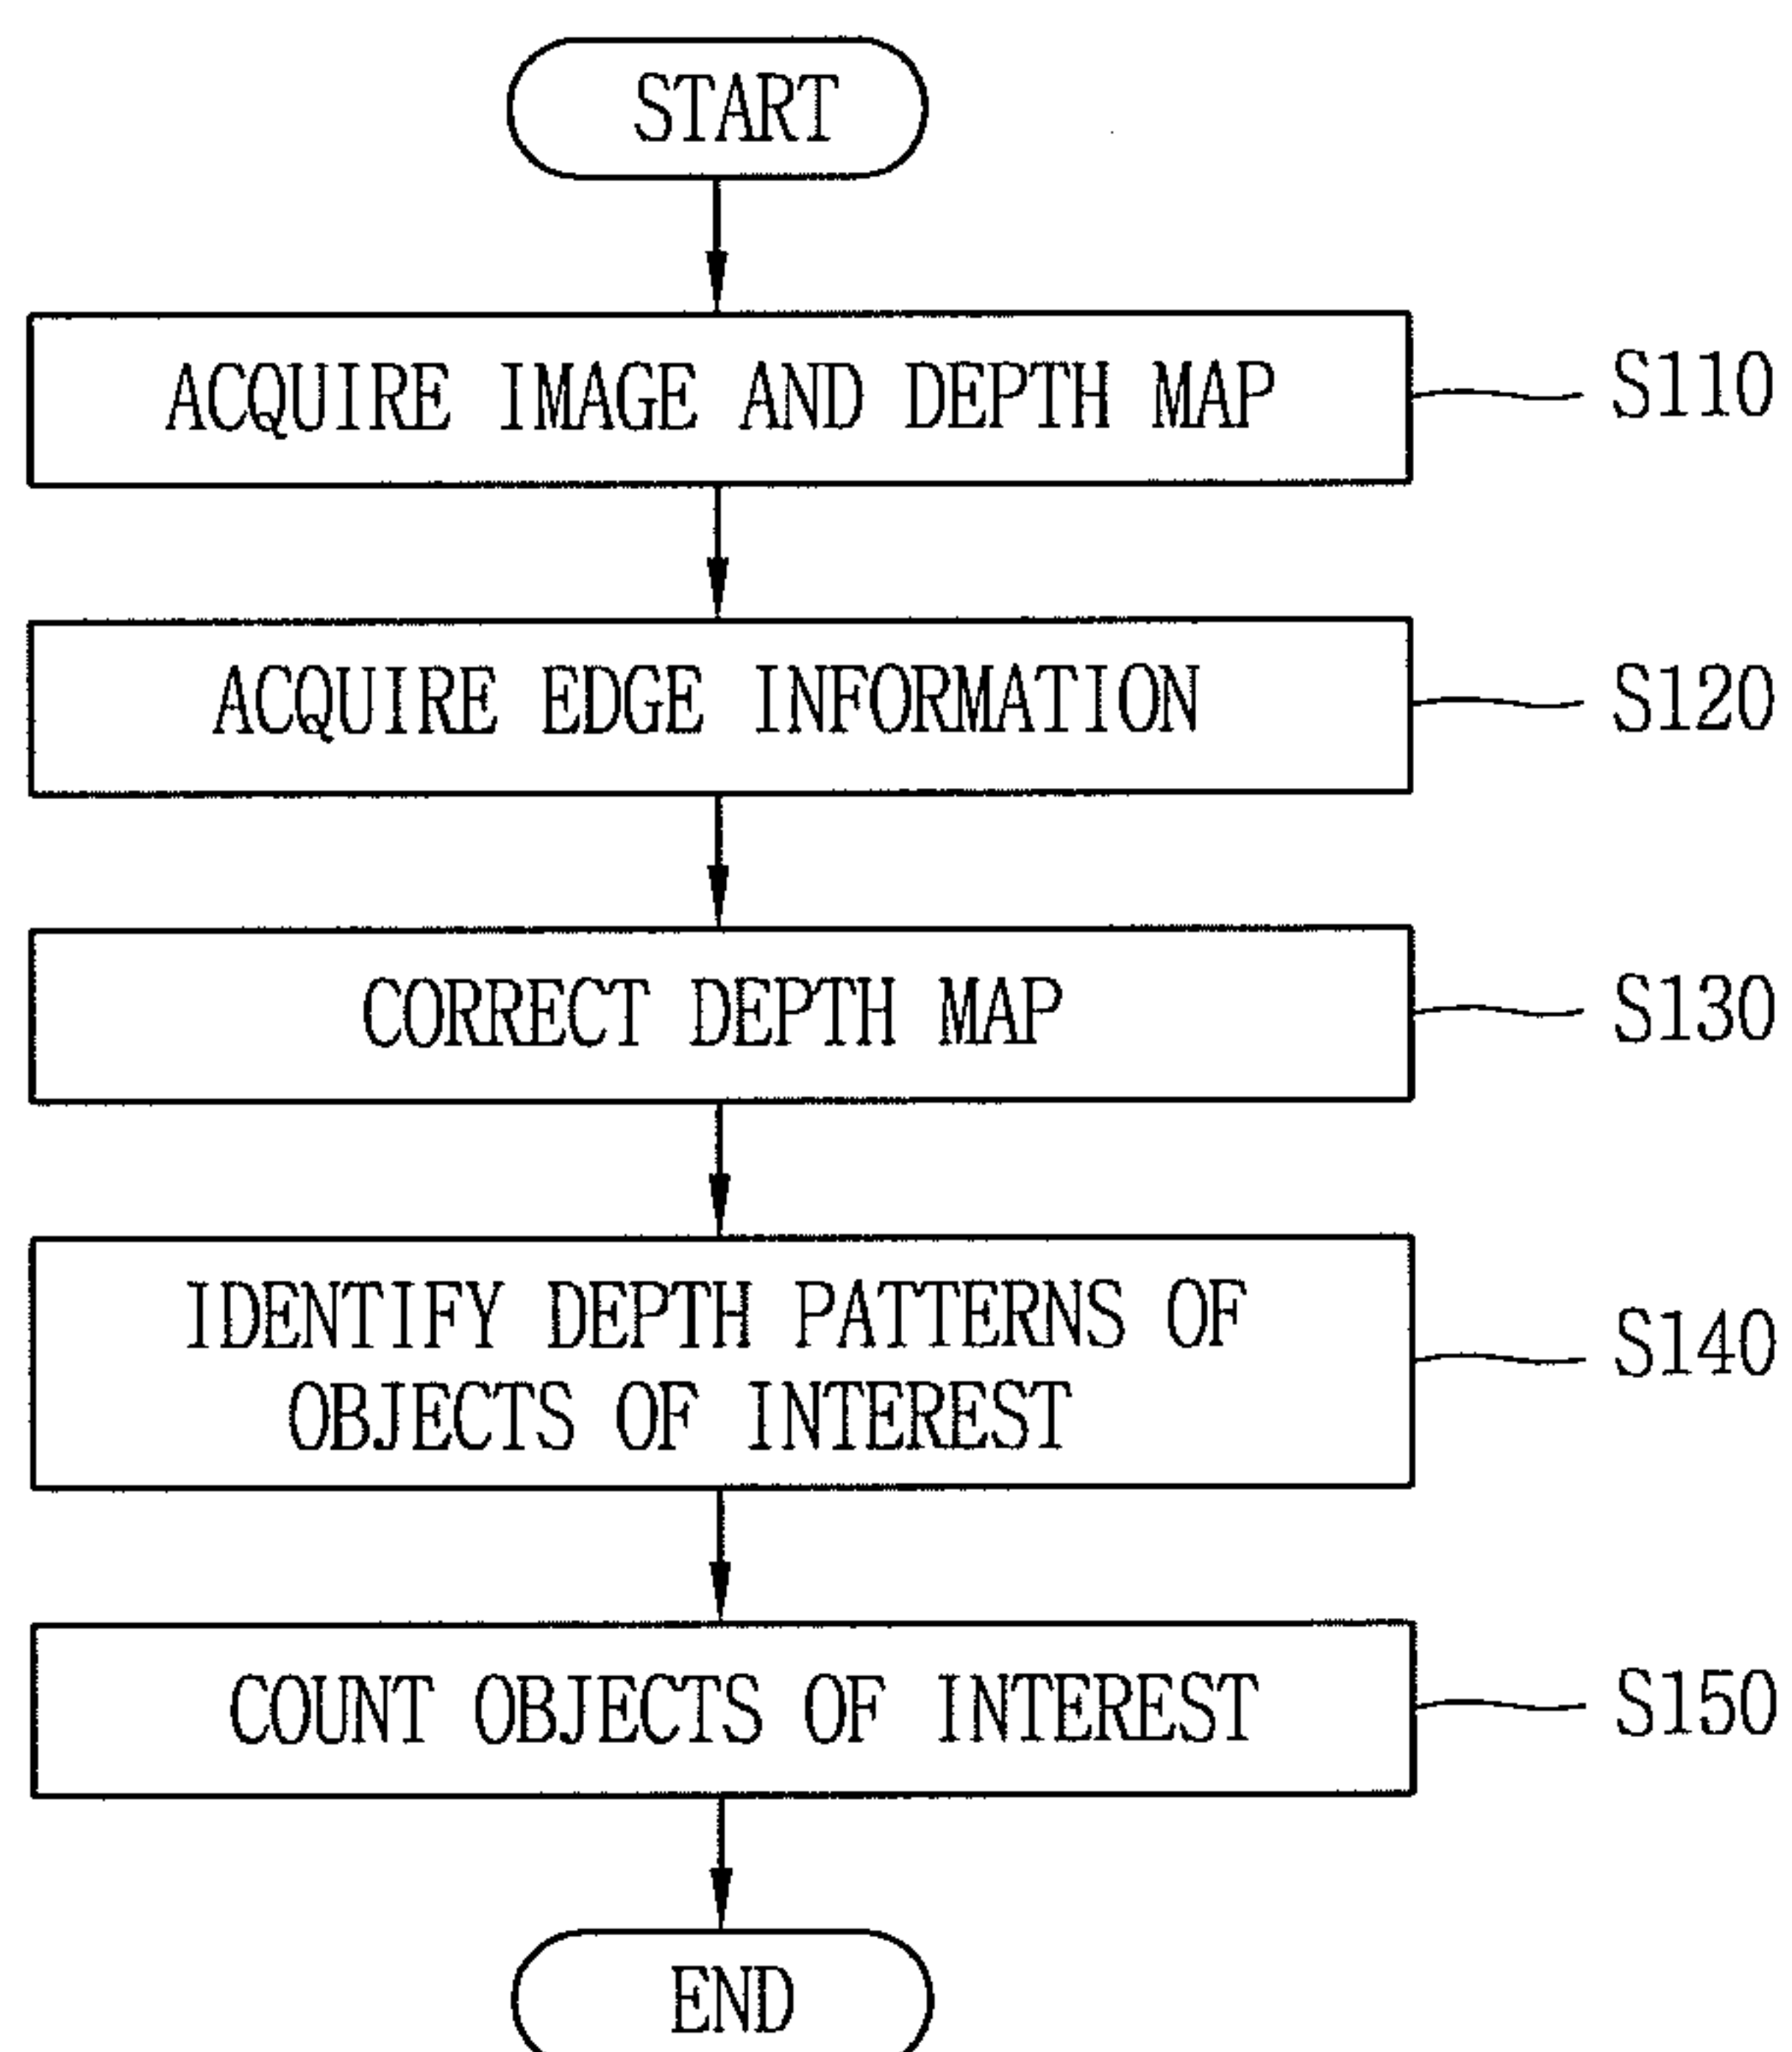 START
ACQUIRE IMAGE AND DEPTH MAP
S110
ACQUIRE EDGE INFORMATION
S120
CORRECT DEPTH MAP
S130
IDENTIFY DEPTH PATTERNS OF
OBJECTS OF INTEREST
S140
COUNT OBJECTS OF INTEREST
S150
END